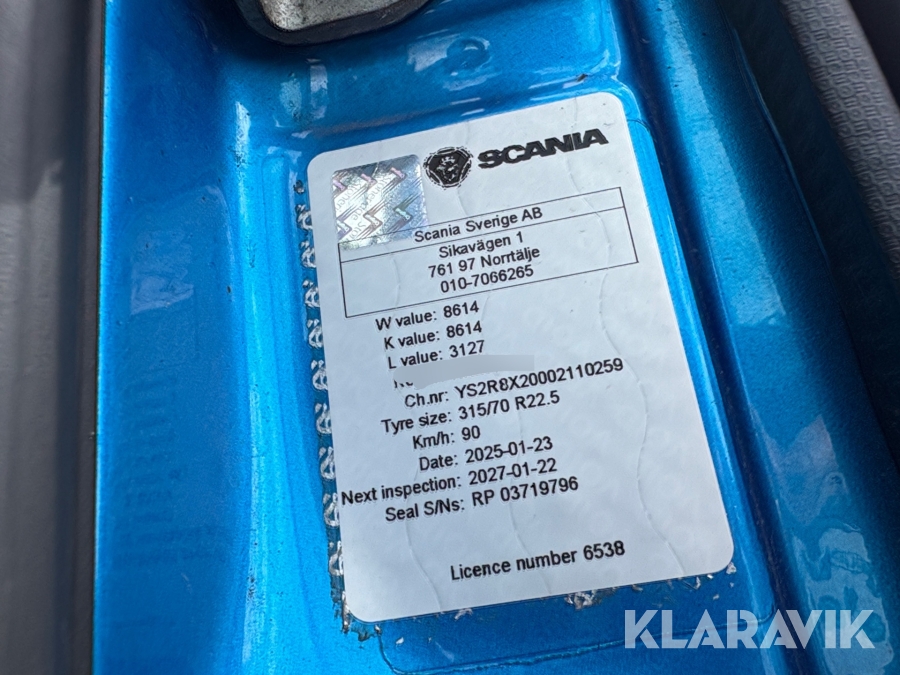 SCANIA
Scania Sverige AB
Sikavägen 1
761 97 Norrtälje
010-7066265
W value: 8614
K value: 8614
L value: 3127
Ch.nr: YS2R8X20002110259
Tyre size: 315/70 R22.5
Km/h: 90
Date: 2025-01-23
Next inspection: 2027-01-22
Seal S/Ns: RP 03719796
Licence number 6538
KLARAVIK